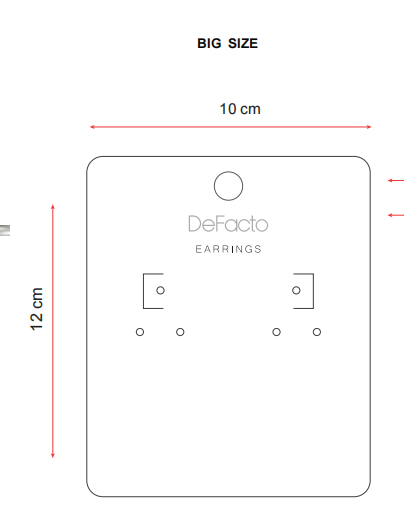 BIG SIZE
10 cm
DeFacto
EARRINGS
12 cm